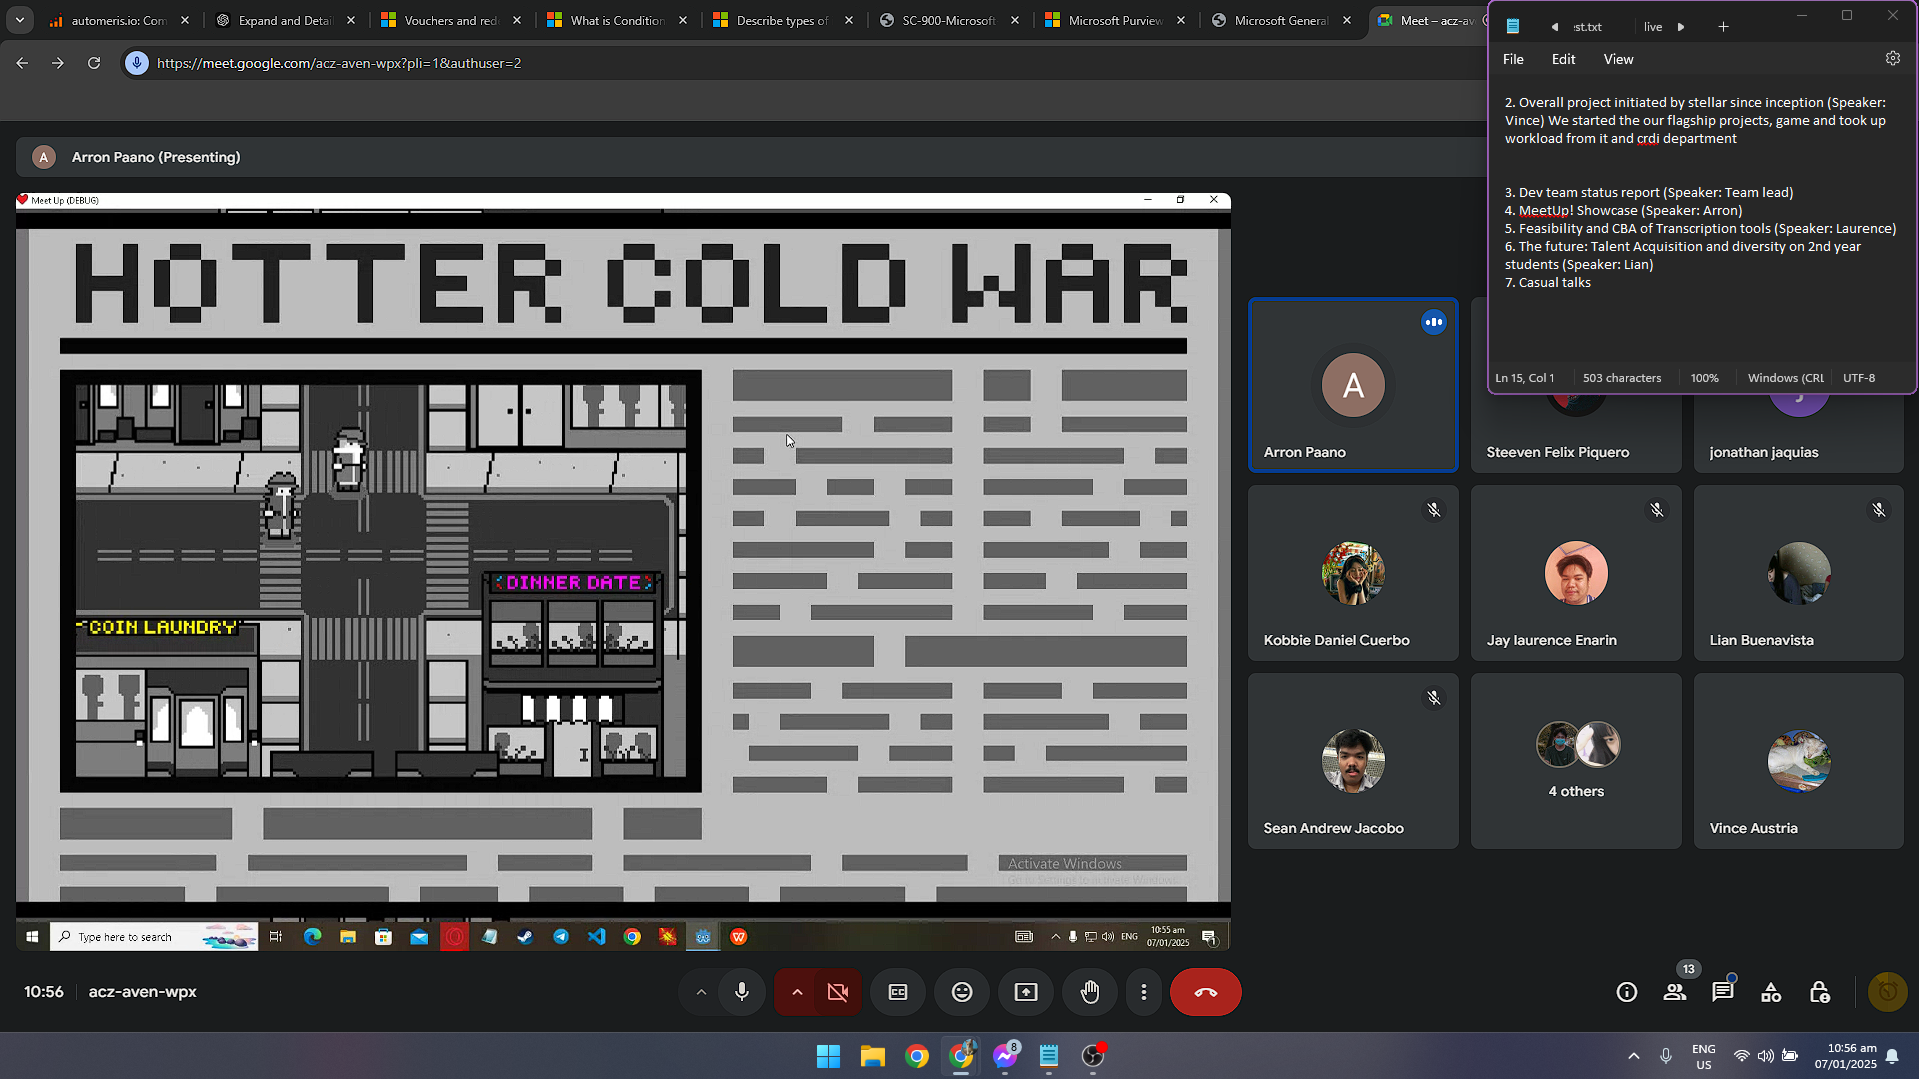 automeris.io: Com
Expand and Detai
Vouchers and rede
What is Condition
Describe types of
SC-900-Microsoft
Microsoft Purview
Microsoft General
Meet – acz-av
https://meet.google.com/acz-aven-wpx?pli=1&authuser=2
st.txt
live
File
Edit
View
2. Overall project initiated by stellar since inception (Speaker:
Vince) We started the our flagship projects, game and took up
workload from it and crdi department
3. Dev team status report (Speaker: Team lead)
4. MeetUp! Showcase (Speaker: Arron)
5. Feasibility and CBA of Transcription tools (Speaker: Laurence)
6. The future: Talent Acquisition and diversity on 2nd year
students (Speaker: Lian)
7. Casual talks
Ln 15, Col 1
503 characters
100%
Windows (CRL
UTF-8
A
Arron Paano (Presenting)
Meet Up (DEBUG)
HOTTER COLD WAR
DINNER DATE
COIN LAUNDRY
Activate Windows
Go to Settings to activate Windows.
Type here to search
ENG
10:55 am
07/01/2025
1
A
Arron Paano
Steeven Felix Piquero
j
jonathan jaquias
Kobbie Daniel Cuerbo
Jay laurence Enarin
Lian Buenavista
Sean Andrew Jacobo
4 others
Vince Austria
10:56
acz-aven-wpx
CC
13
8
ENG
US
10:56 am
07/01/2025